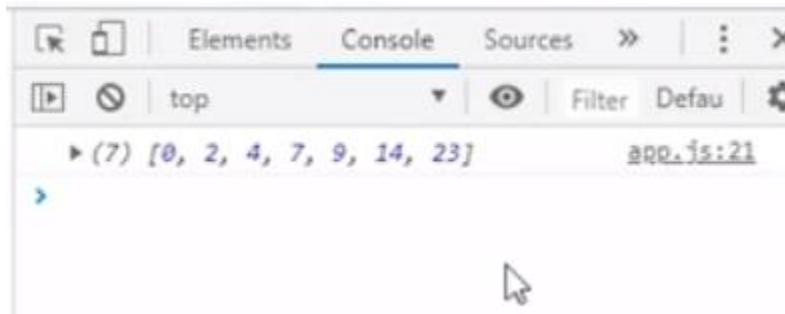 Elements Console Sources »
top Filter Defau
(7) [0, 2, 4, 7, 9, 14, 23] app.js:21